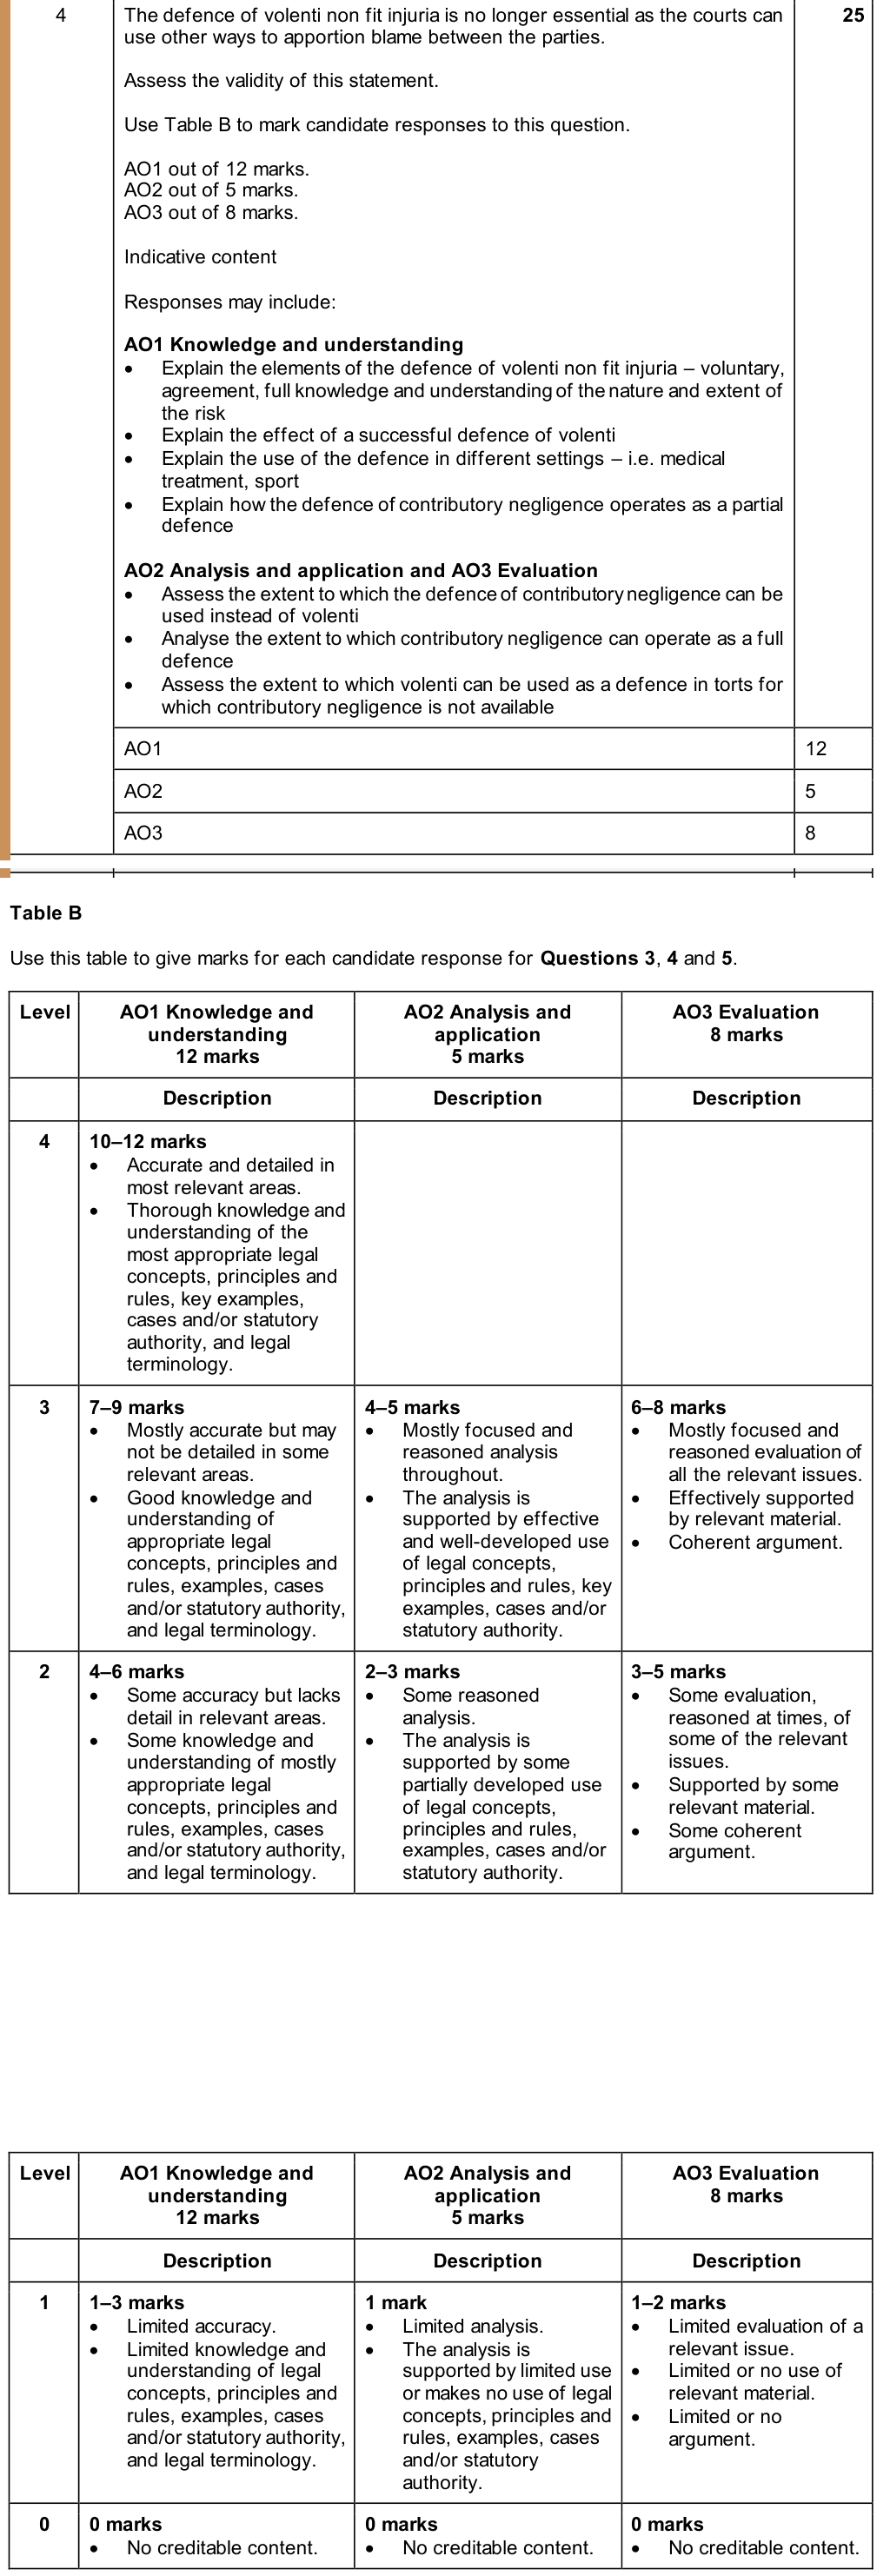 4 The defence of volenti non fit injuria is no longer essential as the courts can 25
use other ways to apportion blame between the parties.
Assess the validity of this statement.
Use Table B to mark candidate responses to this question.
AO1 out of 12 marks.
AO2 out of 5 marks.
AO3 out of 8 marks.
Indicative content
Responses may include:
AO1 Knowledge and understanding
• Explain the elements of the defence of volenti non fit injuria – voluntary,
agreement, full knowledge and understanding of the nature and extent of
the risk
• Explain the effect of a successful defence of volenti
• Explain the use of the defence in different settings – i.e. medical
treatment, sport
• Explain how the defence of contributory negligence operates as a partial
defence
AO2 Analysis and application and AO3 Evaluation
• Assess the extent to which the defence of contributory negligence can be
used instead of volenti
• Analyse the extent to which contributory negligence can operate as a full
defence
• Assess the extent to which volenti can be used as a defence in torts for
which contributory negligence is not available
AO1 12
AO2 5
AO3 8
Table B
Use this table to give marks for each candidate response for Questions 3, 4 and 5.
Level
AO1 Knowledge and
understanding
12 marks
AO2 Analysis and
application
5 marks
AO3 Evaluation
8 marks
Description
Description
Description
4
10–12 marks
• Accurate and detailed in
most relevant areas.
• Thorough knowledge and
understanding of the
most appropriate legal
concepts, principles and
rules, key examples,
cases and/or statutory
authority, and legal
terminology.
3
7–9 marks
• Mostly accurate but may
not be detailed in some
relevant areas.
• Good knowledge and
understanding of
appropriate legal
concepts, principles and
rules, examples, cases
and/or statutory authority,
and legal terminology.
4–5 marks
• Mostly focused and
reasoned analysis
throughout.
• The analysis is
supported by effective
and well-developed use
of legal concepts,
principles and rules, key
examples, cases and/or
statutory authority.
6–8 marks
• Mostly focused and
reasoned evaluation of
all the relevant issues.
• Effectively supported
by relevant material.
• Coherent argument.
2
4–6 marks
• Some accuracy but lacks
detail in relevant areas.
• Some knowledge and
understanding of mostly
appropriate legal
concepts, principles and
rules, examples, cases
and/or statutory authority,
and legal terminology.
2–3 marks
• Some reasoned
analysis.
• The analysis is
supported by some
partially developed use
of legal concepts,
principles and rules,
examples, cases and/or
statutory authority.
3–5 marks
• Some evaluation,
reasoned at times, of
some of the relevant
issues.
• Supported by some
relevant material.
• Some coherent
argument.
Level
AO1 Knowledge and
understanding
12 marks
AO2 Analysis and
application
5 marks
AO3 Evaluation
8 marks
Description
Description
Description
1
1–3 marks
• Limited accuracy.
• Limited knowledge and
understanding of legal
concepts, principles and
rules, examples, cases
and/or statutory authority,
and legal terminology.
1 mark
• Limited analysis.
• The analysis is
supported by limited use
or makes no use of legal
concepts, principles and
rules, examples, cases
and/or statutory
authority.
1–2 marks
• Limited evaluation of a
relevant issue.
• Limited or no use of
relevant material.
• Limited or no
argument.
0
0 marks
• No creditable content.
0 marks
• No creditable content.
0 marks
• No creditable content.